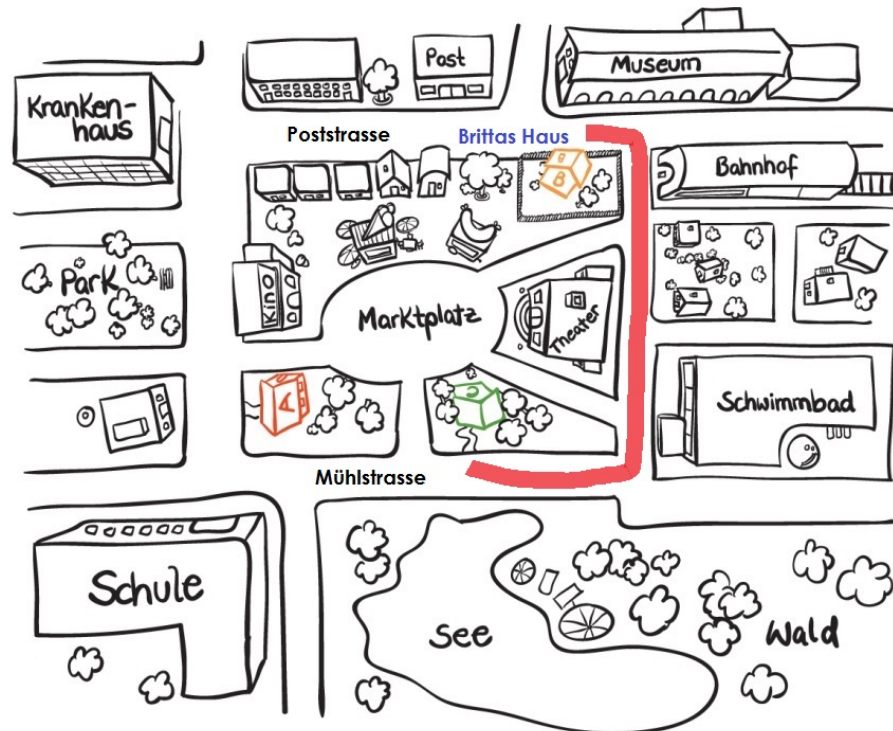 Post
Museum
Kranken-
haus
Poststrasse
Brittas Haus
Bahnhof
B
Park
Kino
Marktplatz
Theater
A
C
Schwimmbad
Mühlstrasse
Schule
See
Wald